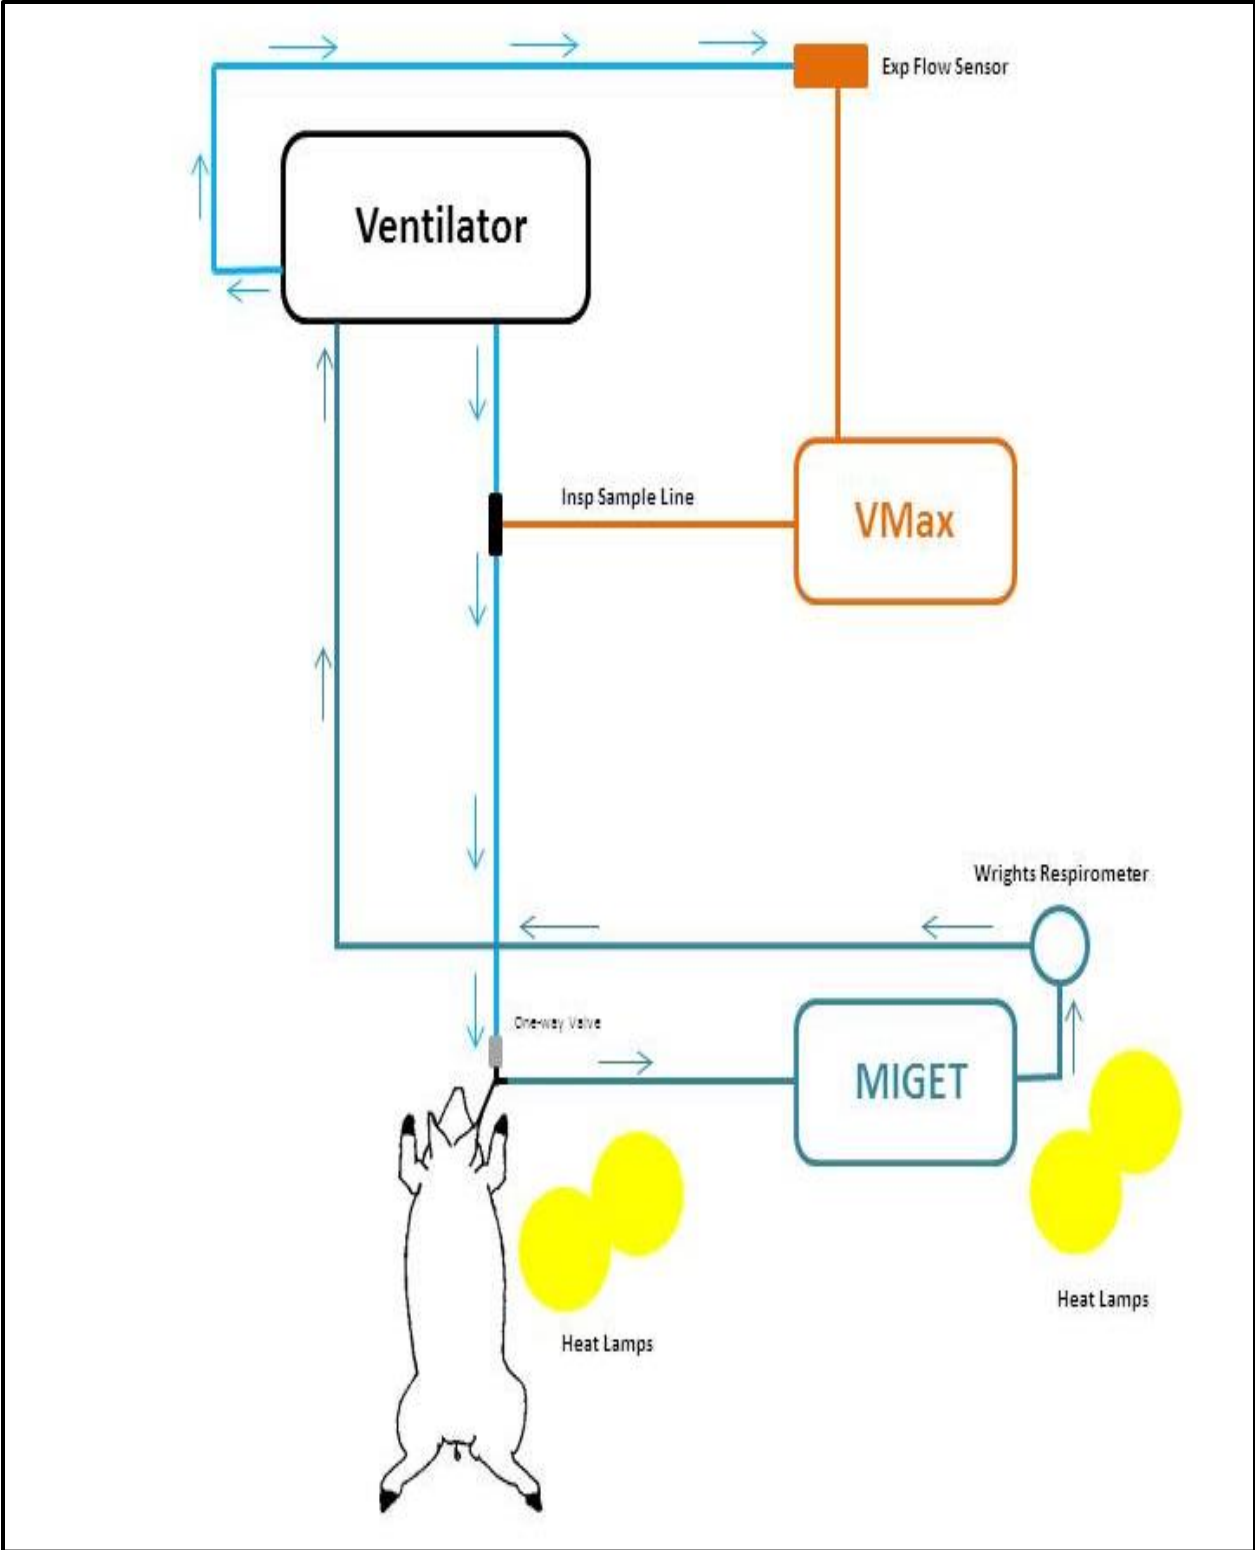 Exp Flow Sensor
Ventilator
Insp Sample Line
VMax
Wrights Respirometer
One-way Valve
MIGET
Heat Lamps
Heat Lamps